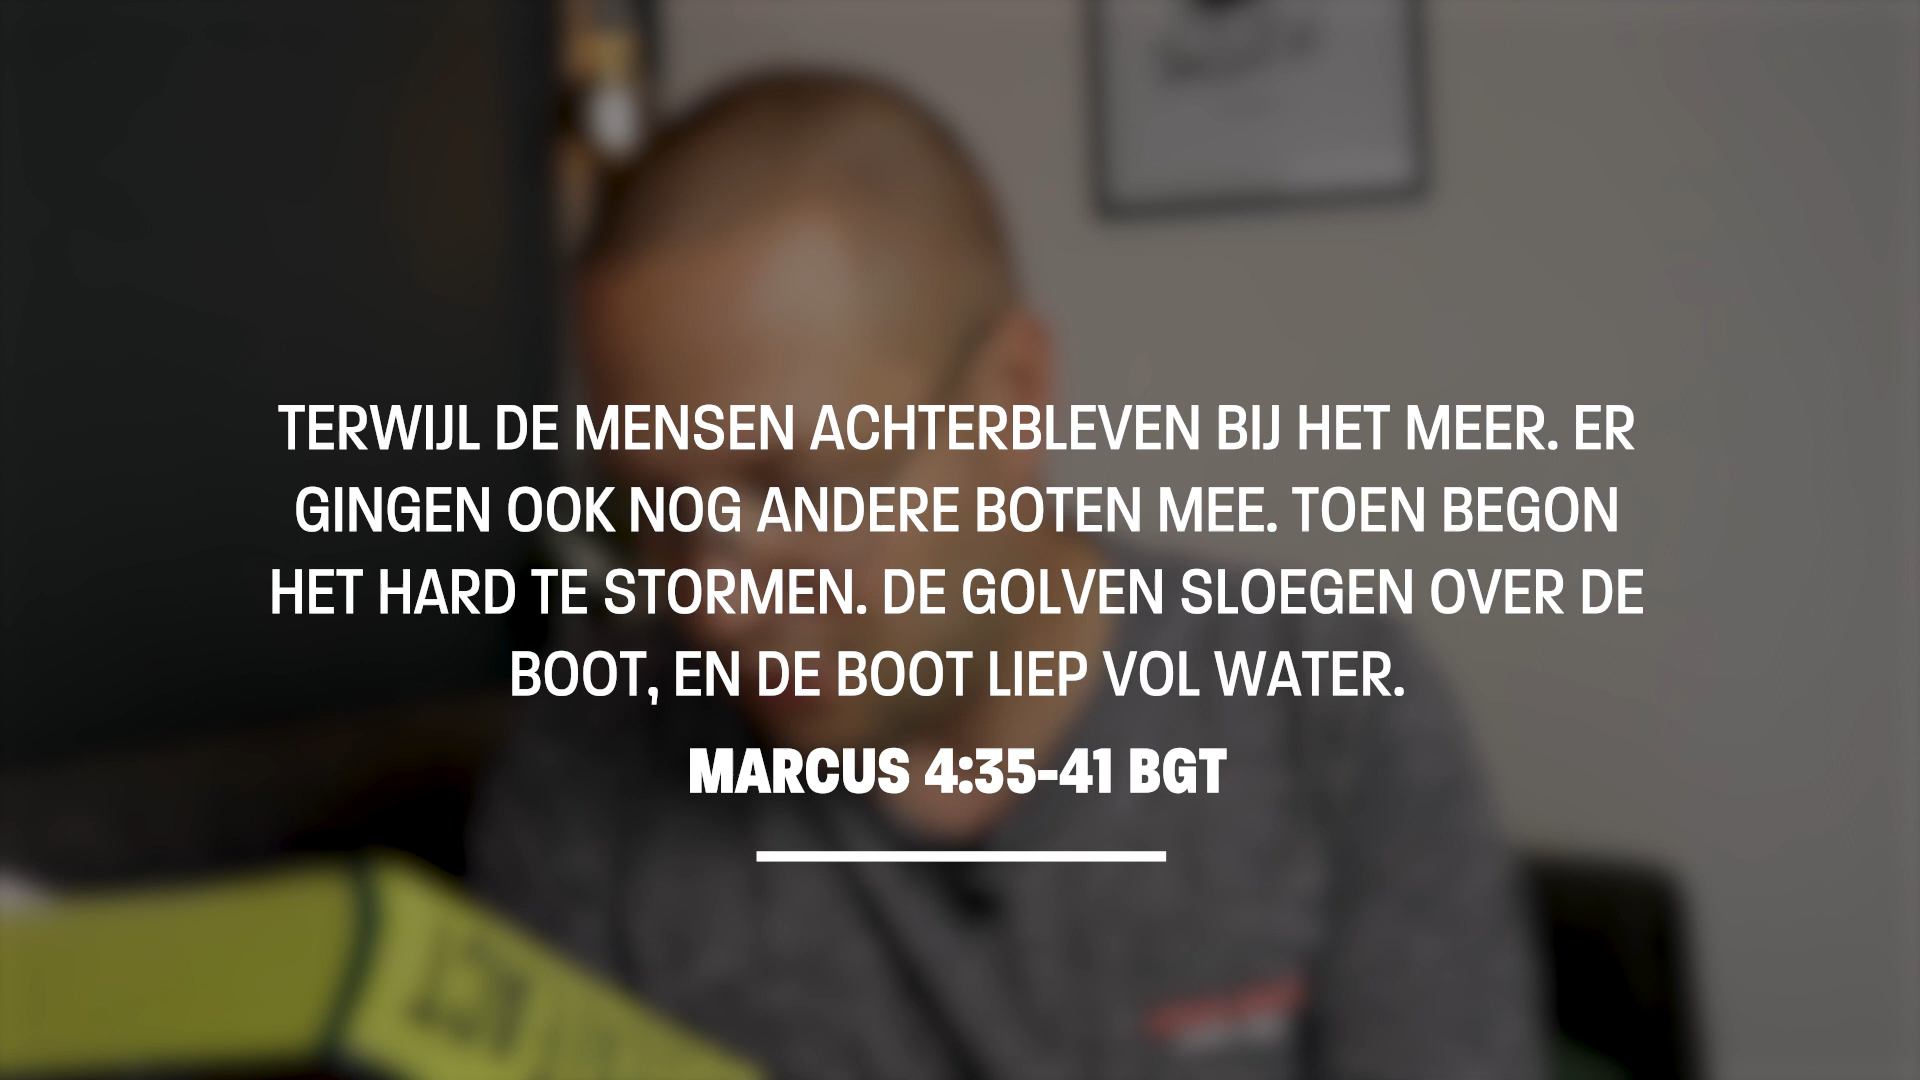 TERWIJL DE MENSEN ACHTERBLEVEN BIJ HET MEER. ER
GINGEN OOK NOG ANDERE BOTEN MEE. TOEN BEGON
HET HARD TE STORMEN. DE GOLVEN SLOEGEN OVER DE
BOOT, EN DE BOOT LIEP VOL WATER.
MARCUS 4:35-41 BGT